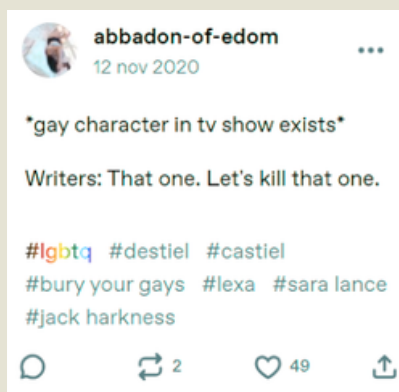 abbadon-of-edom
12 nov 2020
*gay character in tv show exists*
Writers: That one. Let's kill that one.
#lgbtq #destiel #castiel
#bury your gays #lexa #sara lance
#jack harkness
2 49